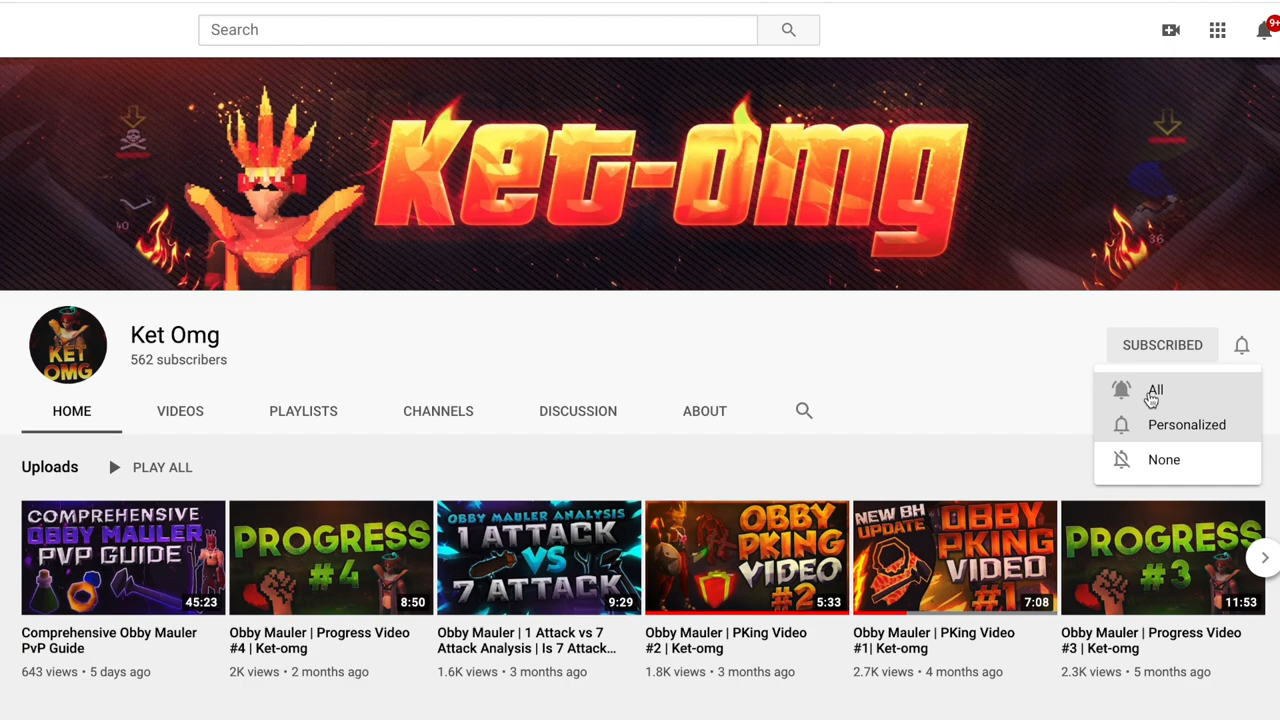 Search
9+
Ket-omg
40
36
KET
OMG
Ket Omg
562 subscribers
SUBSCRIBED
All
Personalized
None
HOME VIDEOS PLAYLISTS CHANNELS DISCUSSION ABOUT
Uploads PLAY ALL
COMPREHENSIVE
OBBY MAULER
PVP GUIDE
45:23
PROGRESS
#4
8:50
OBBY MAULER ANALYSIS
1 ATTACK
VS
7 ATTACK
9:29
OBBY
PKING
VIDEO
#2
5:33
NEW BH
UPDATE
OBBY
PKING
VIDEO
#1
7:08
PROGRESS
#3
11:53
Comprehensive Obby Mauler
PvP Guide
643 views • 5 days ago
Obby Mauler | Progress Video
#4 | Ket-omg
2K views • 2 months ago
Obby Mauler | 1 Attack vs 7
Attack Analysis | Is 7 Attack...
1.6K views • 3 months ago
Obby Mauler | PKing Video
#2 | Ket-omg
1.8K views • 3 months ago
Obby Mauler | PKing Video
#1| Ket-omg
2.7K views • 4 months ago
Obby Mauler | Progress Video
#3 | Ket-omg
2.3K views • 5 months ago